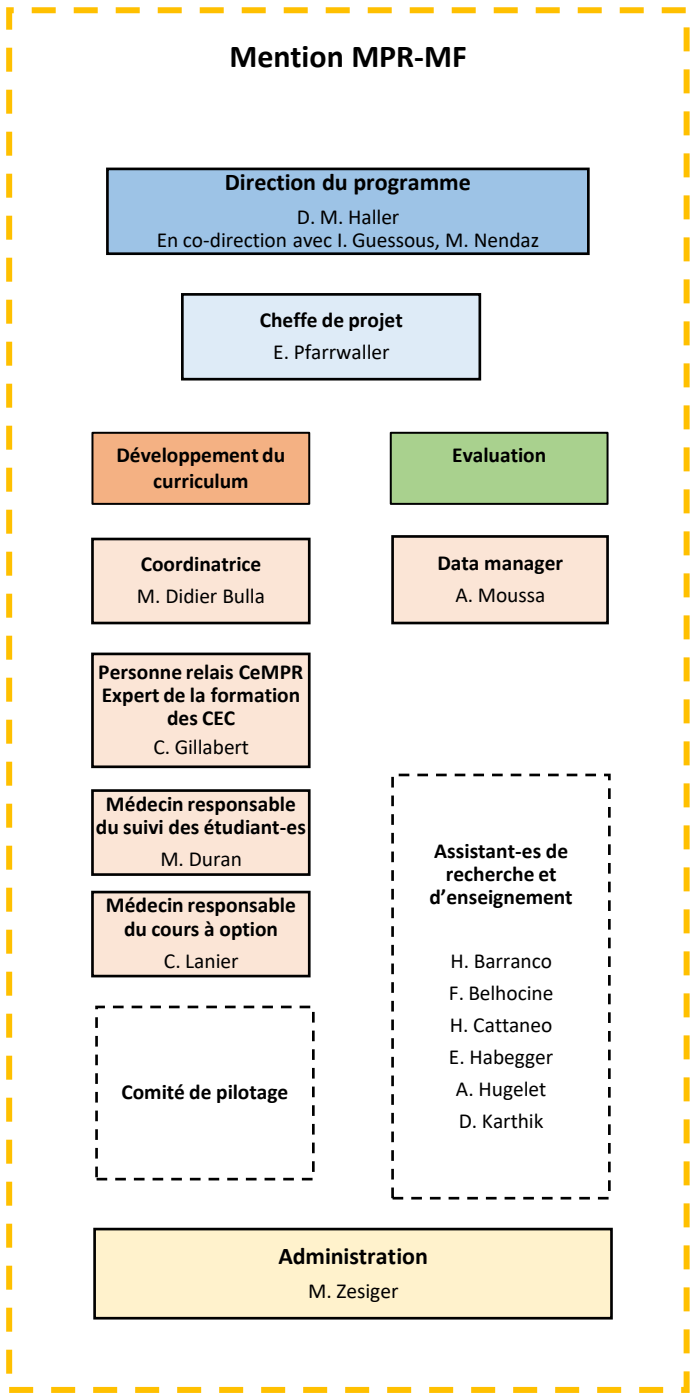 Mention MPR-MF
Direction du programme
D. M. Haller
En co-direction avec I. Guessous, M. Nendaz
Cheffe de projet
E. Pfarrwaller
Développement du
curriculum
Evaluation
Coordinatrice
M. Didier Bulla
Data manager
A. Moussa
Personne relais CeMPR
Expert de la formation
des CEC
C. Gillabert
Médecin responsable
du suivi des étudiant-es
M. Duran
Médecin responsable
du cours à option
C. Lanier
Comité de pilotage
Assistant-es de
recherche et
d’enseignement
H. Barranco
F. Belhocine
H. Cattaneo
E. Habegger
A. Hugelet
D. Karthik
Administration
M. Zesiger